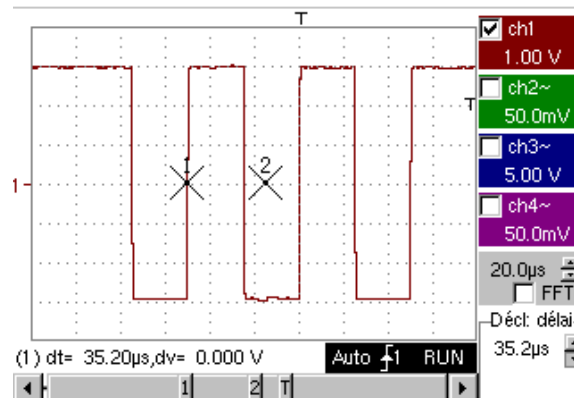 T
ch1
1.00 V
ch2~
50.0mV
T
ch3~
5.00 V
1
2
1
ch4~
50.0mV
20.0µs
FFT
Décl: délai
35.2µs
(1) dt= 35.20µs,dv= 0.000 V
Auto 1 RUN
1 2 T